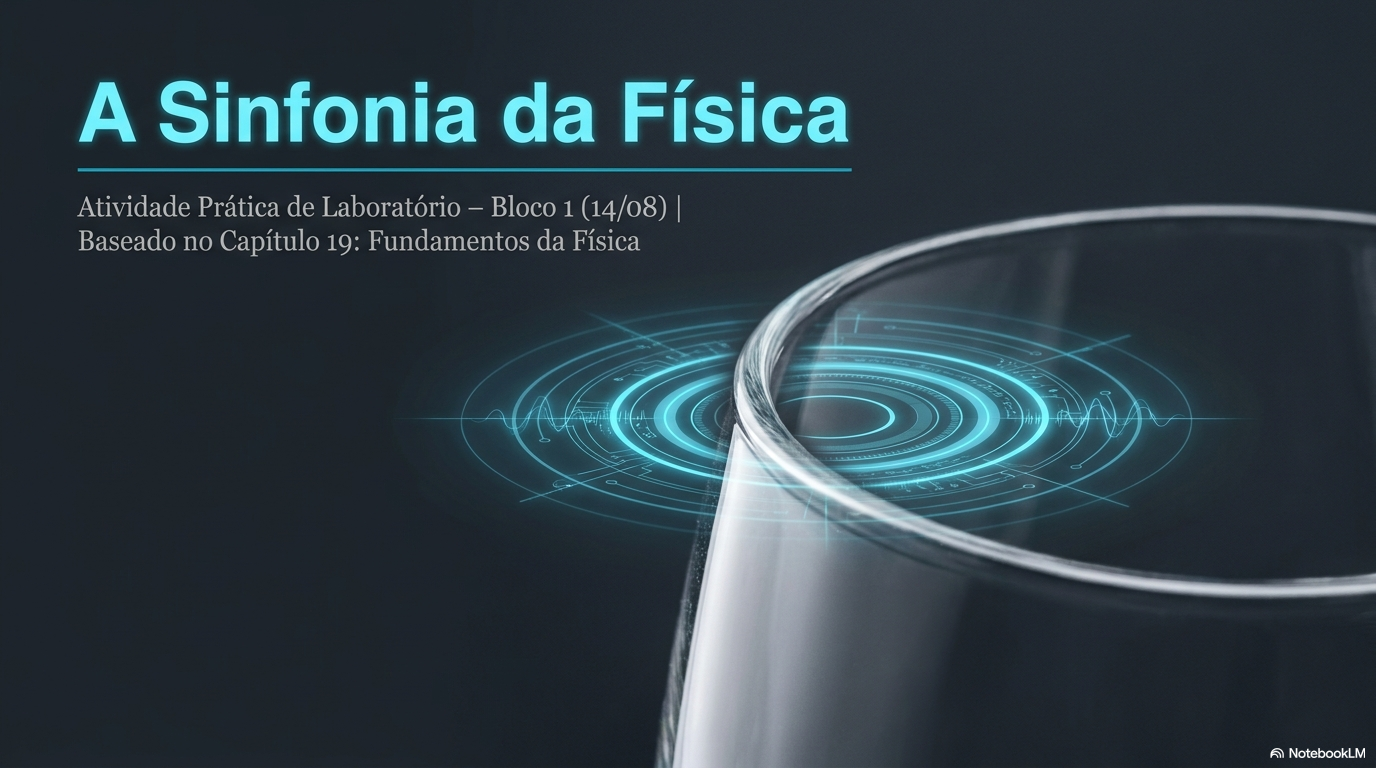 A Sinfonia da Física
Atividade Prática de Laboratório – Bloco 1 (14/08) |
Baseado no Capítulo 19: Fundamentos da Física
NotebookLM